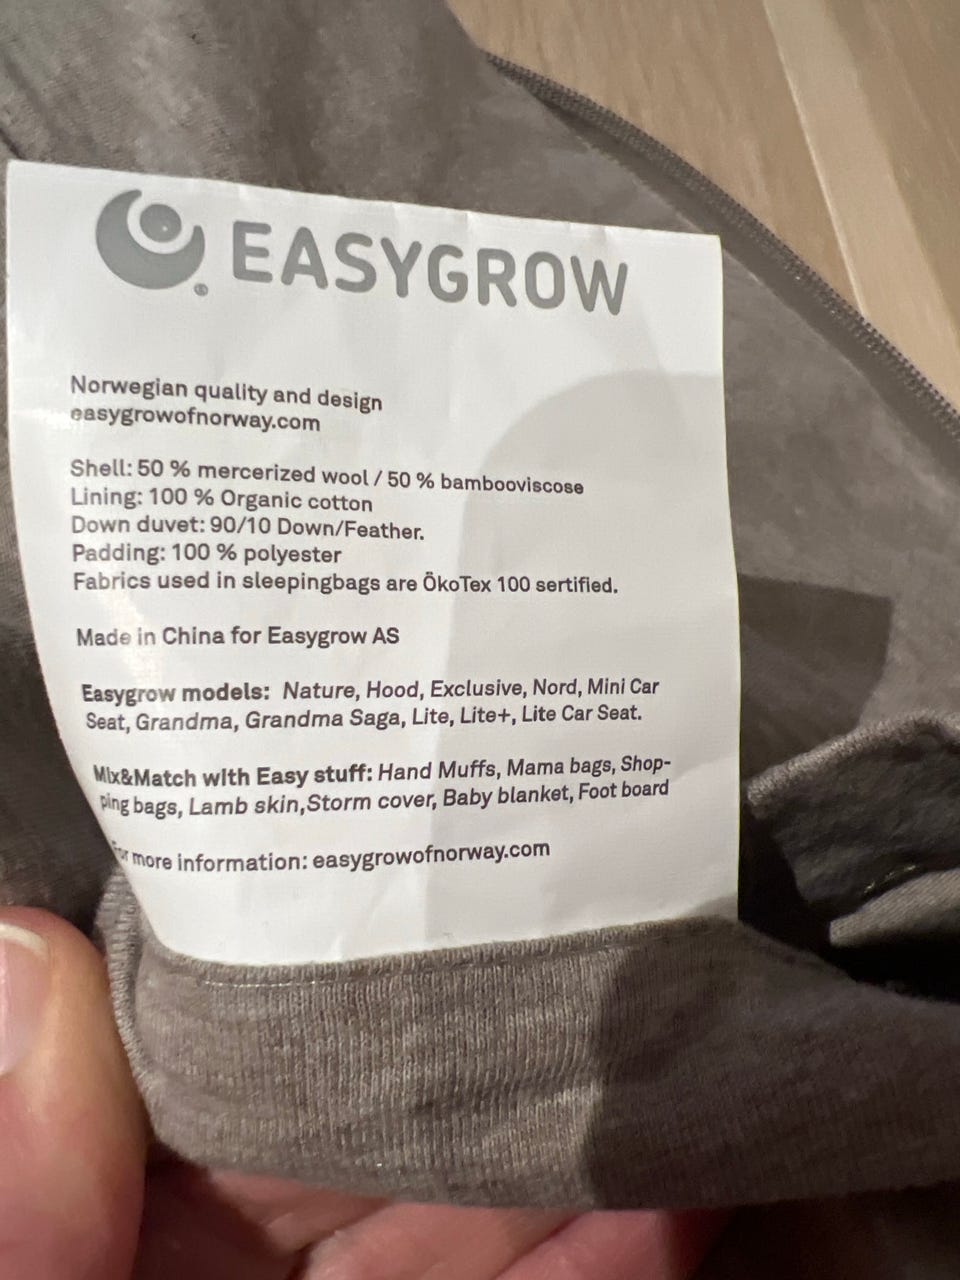 EASYGROW
Norwegian quality and design
easygrowofnorway.com
Shell: 50 % mercerized wool / 50 % bambooviscose
Lining: 100 % Organic cotton
Down duvet: 90/10 Down/Feather.
Padding: 100 % polyester
Fabrics used in sleepingbags are ÖkoTex 100 sertified.
Made in China for Easygrow AS
Easygrow models: Nature, Hood, Exclusive, Nord, Mini Car
Seat, Grandma, Grandma Saga, Lite, Lite+, Lite Car Seat.
Mix&Match with Easy stuff: Hand Muffs, Mama bags, Shop-
ping bags, Lamb skin,Storm cover, Baby blanket, Foot board
For more information: easygrowofnorway.com